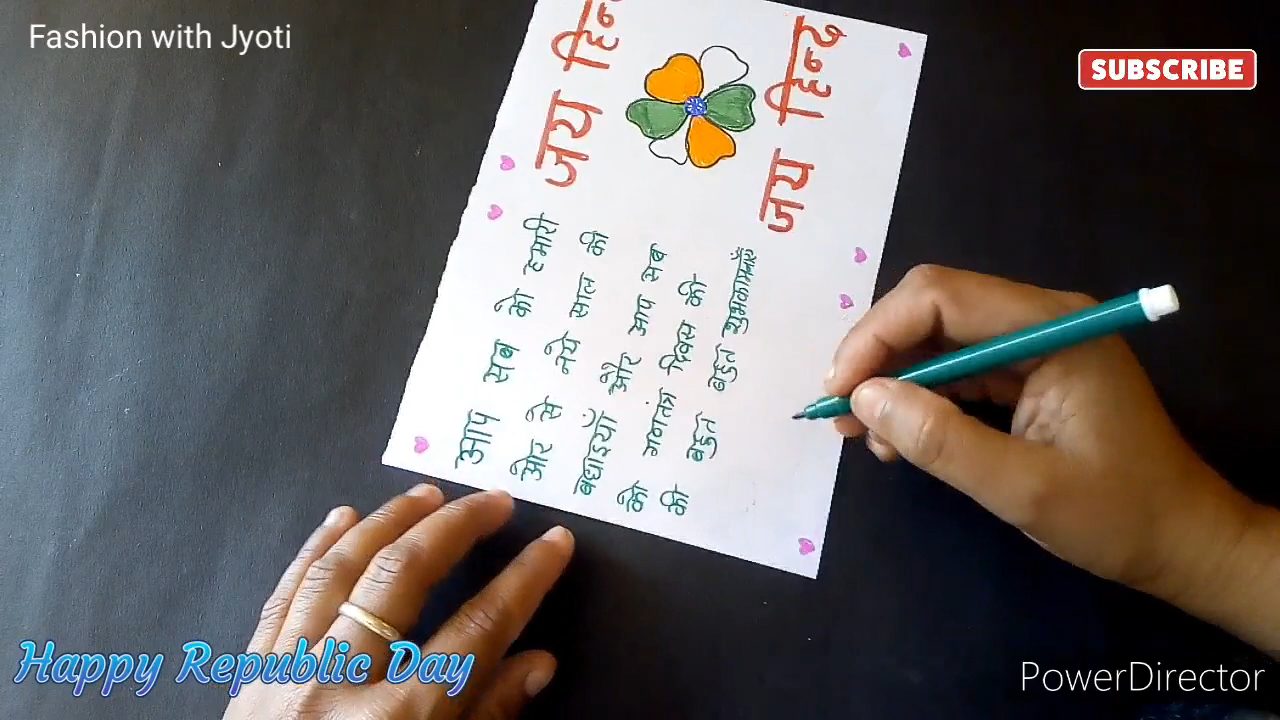 Fashion with Jyoti
SUBSCRIBE
जय हिन्द
जय हिन्द
आप सब को हमारी
ओर से नये साल की
बधाइयाँ और आप सब
को गणतंत्र दिवस की
की बहुत बहुत शुभकामनाएँ
Happy Republic Day
PowerDirector